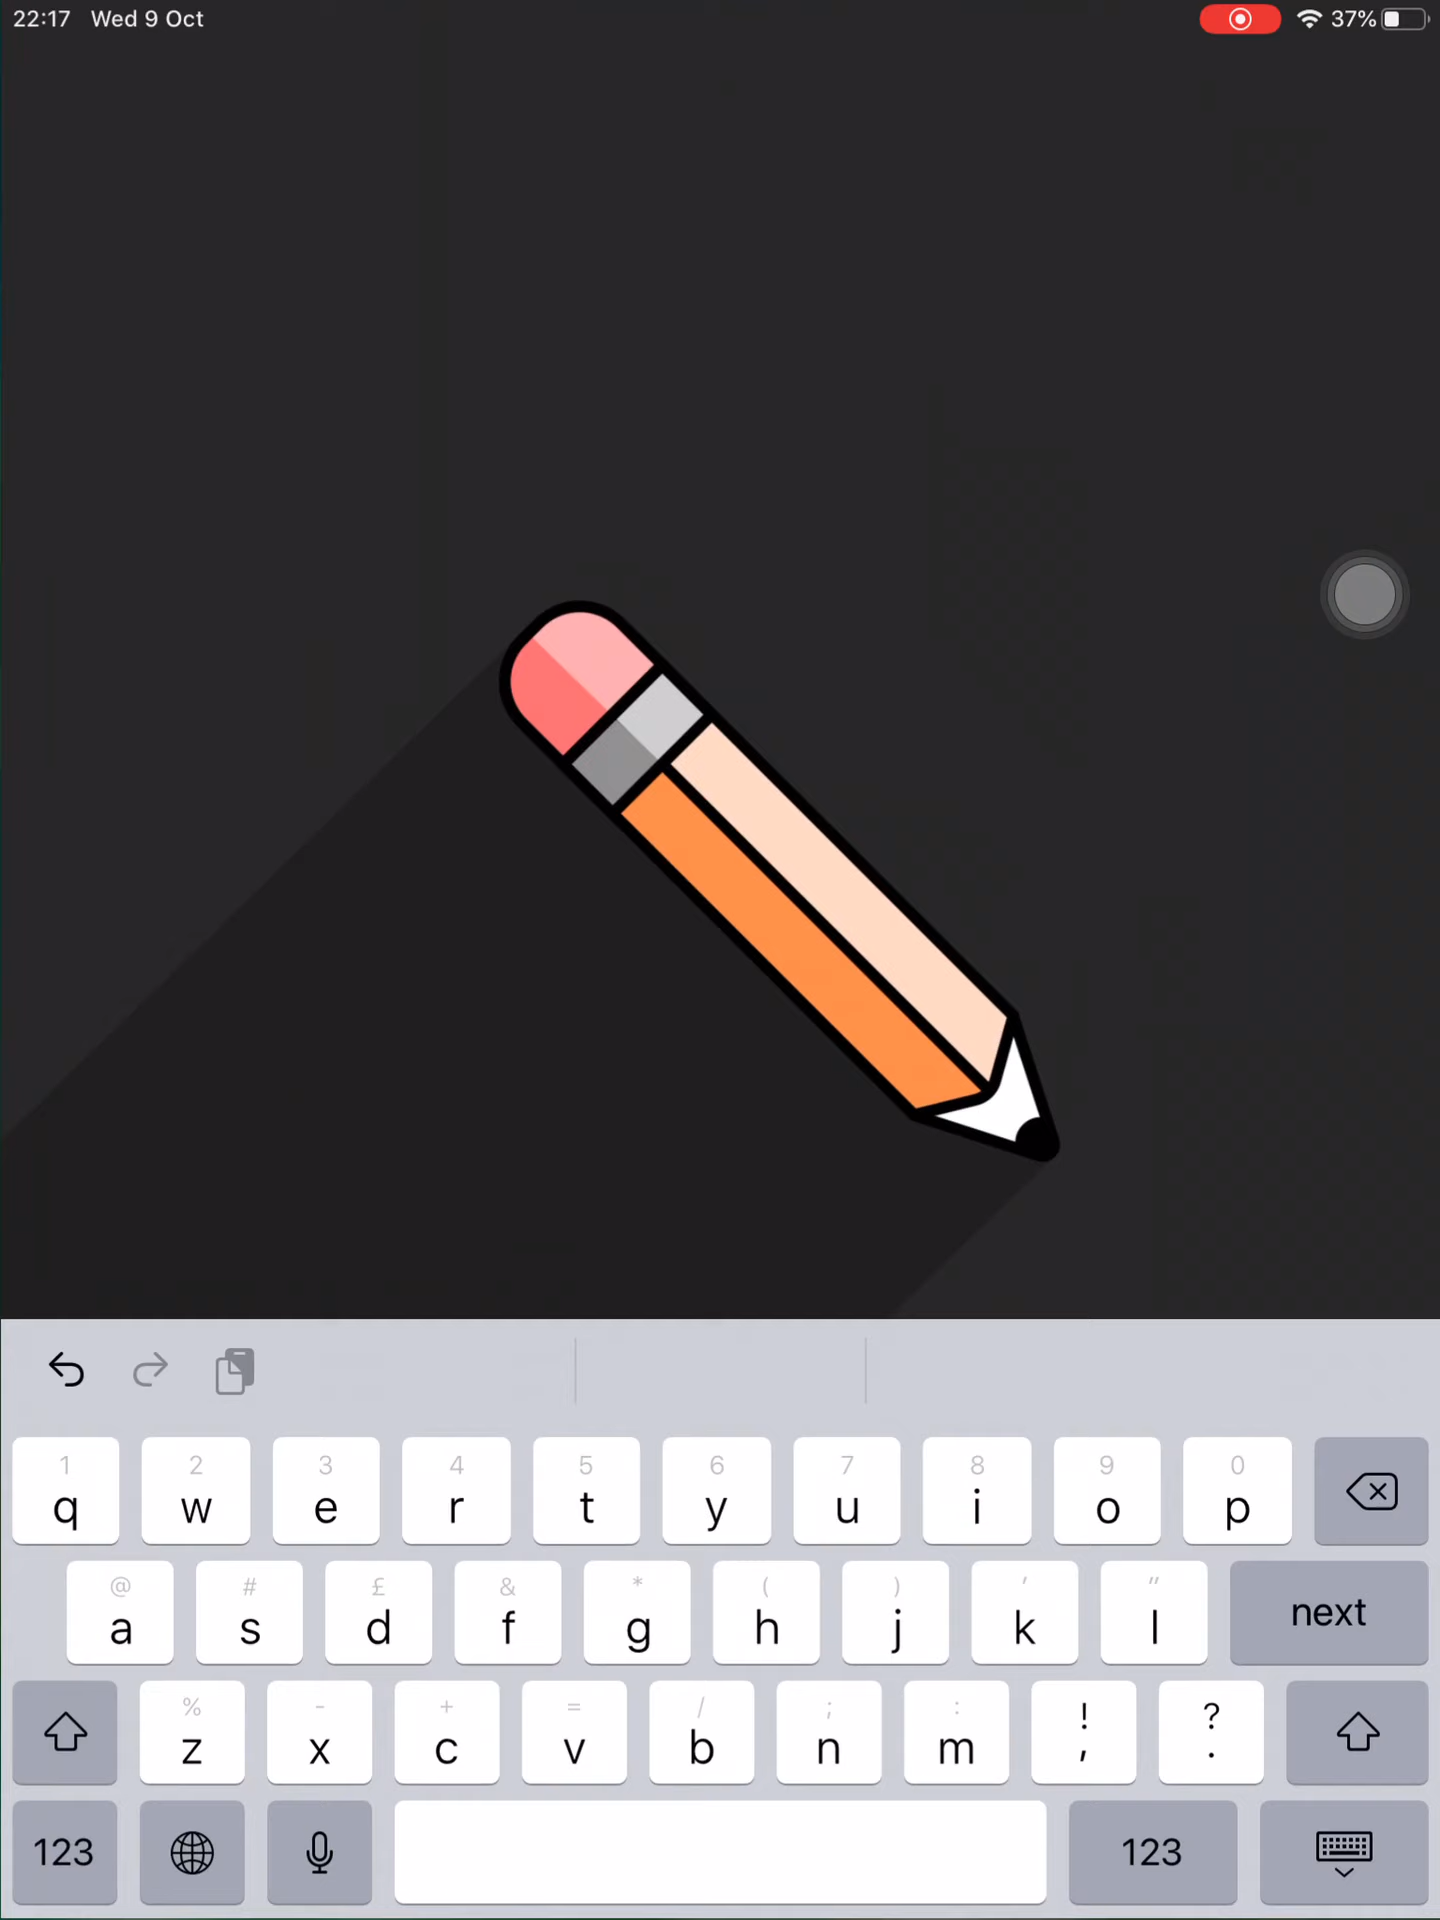 22:17 Wed 9 Oct 37%
1 2 3 4 5 6 7 8 9 0
q w e r t y u i o p
@ # £ & * ( ) ' "
a s d f g h j k l next
% - + = / ; : ! ?
z x c v b n m , .
123 123